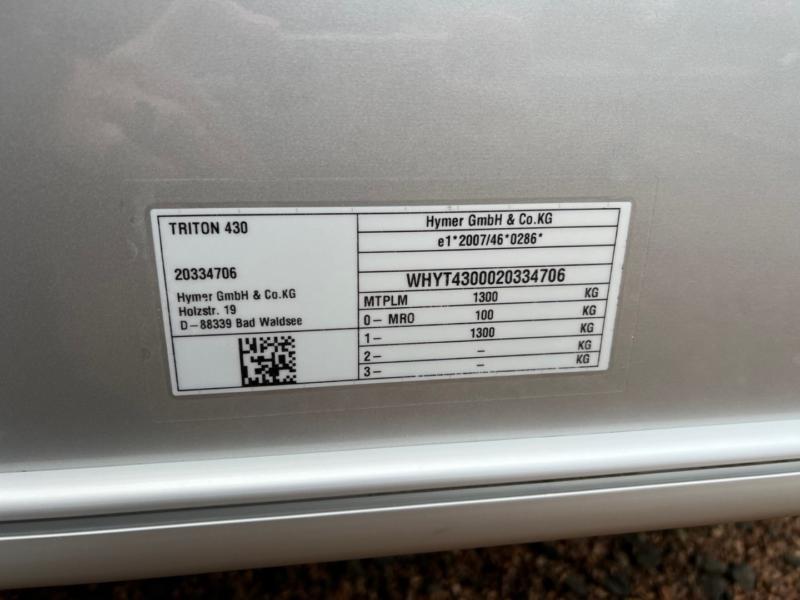 TRITON 430
20334706
Hymer GmbH & Co.KG
Holzstr. 19
D-88339 Bad Waldsee
Hymer GmbH & Co.KG
e1*2007/46*0286*
WHYT4300020334706
MTPLM 1300 KG
0- MRO 100 KG
1- 1300 KG
2- - KG
3- - KG